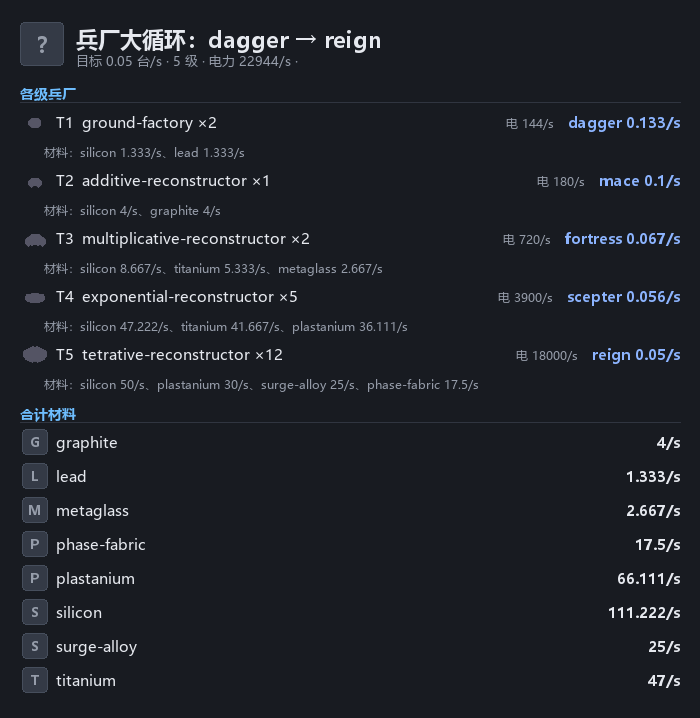 ?
兵厂大循环：dagger → reign
目标 0.05 台/s · 5 级 · 电力 22944/s ·
各级兵厂
T1 ground-factory ×2 电 144/s dagger 0.133/s
材料：silicon 1.333/s、lead 1.333/s
T2 additive-reconstructor ×1 电 180/s mace 0.1/s
材料：silicon 4/s、graphite 4/s
T3 multiplicative-reconstructor ×2 电 720/s fortress 0.067/s
材料：silicon 8.667/s、titanium 5.333/s、metaglass 2.667/s
T4 exponential-reconstructor ×5 电 3900/s scepter 0.056/s
材料：silicon 47.222/s、titanium 41.667/s、plastanium 36.111/s
T5 tetrative-reconstructor ×12 电 18000/s reign 0.05/s
材料：silicon 50/s、plastanium 30/s、surge-alloy 25/s、phase-fabric 17.5/s
合计材料
G graphite 4/s
L lead 1.333/s
M metaglass 2.667/s
P phase-fabric 17.5/s
P plastanium 66.111/s
S silicon 111.222/s
S surge-alloy 25/s
T titanium 47/s